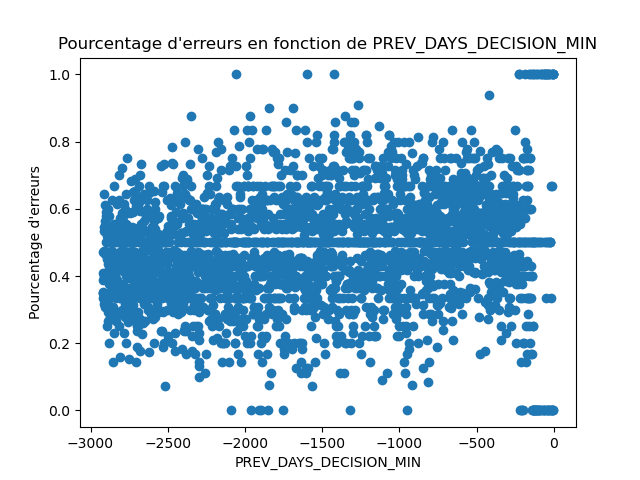 Pourcentage d'erreurs en fonction de PREV_DAYS_DECISION_MIN
Pourcentage d'erreurs
1.0
0.8
0.6
0.4
0.2
0.0
−3000 −2500 −2000 −1500 −1000 −500 0
PREV_DAYS_DECISION_MIN